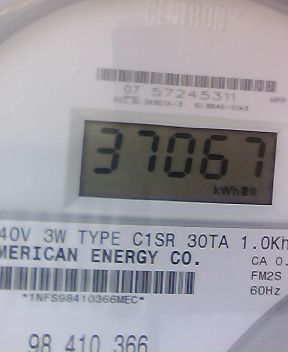 CENTRON
07 57245311
37067
kWh
40V 3W TYPE C1SR 30TA 1.0Kh
MERICAN ENERGY CO.
CA 0.
FM2S
*1NFS98410366MEC*
60Hz
98 410 366